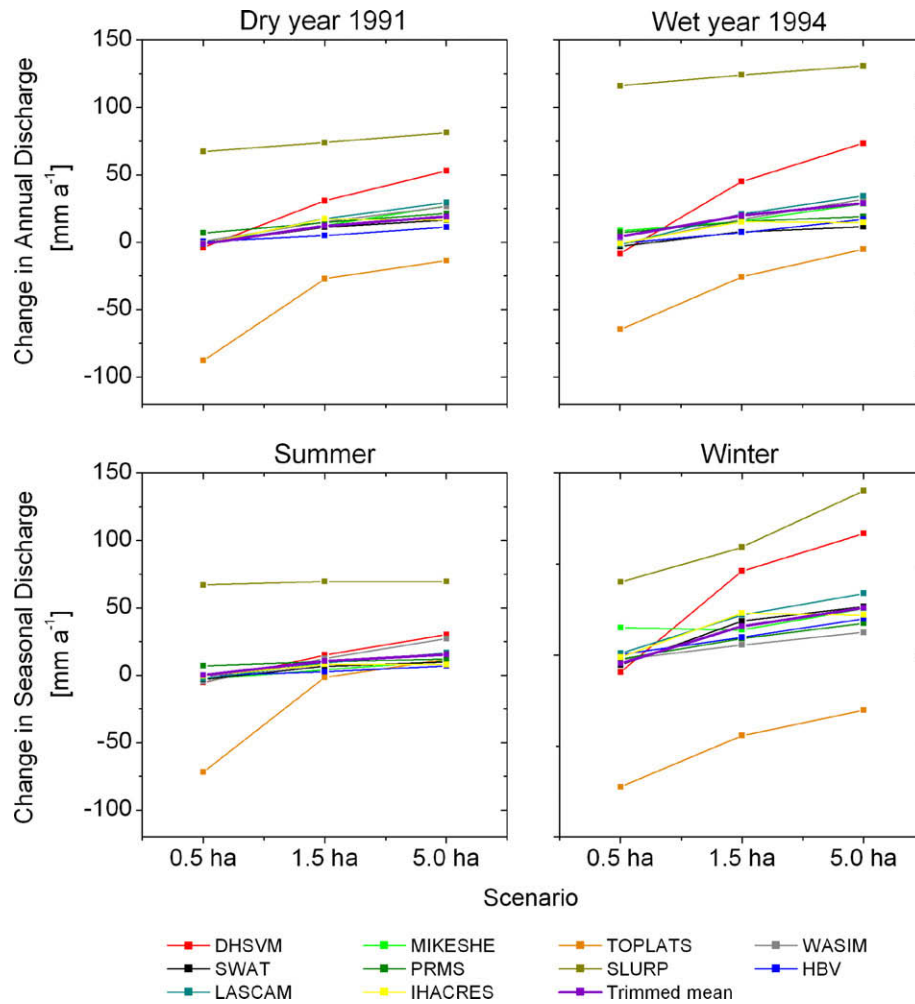 Dry year 1991
Wet year 1994
Change in Annual Discharge
[mm a⁻¹]
150
100
50
0
-50
-100
Summer
Winter
Change in Seasonal Discharge
[mm a⁻¹]
150
100
50
0
-50
-100
0.5 ha 1.5 ha 5.0 ha 0.5 ha 1.5 ha 5.0 ha
Scenario
DHSVM MIKESHE TOPLATS WASIM
SWAT PRMS SLURP HBV
LASCAM IHACRES Trimmed mean